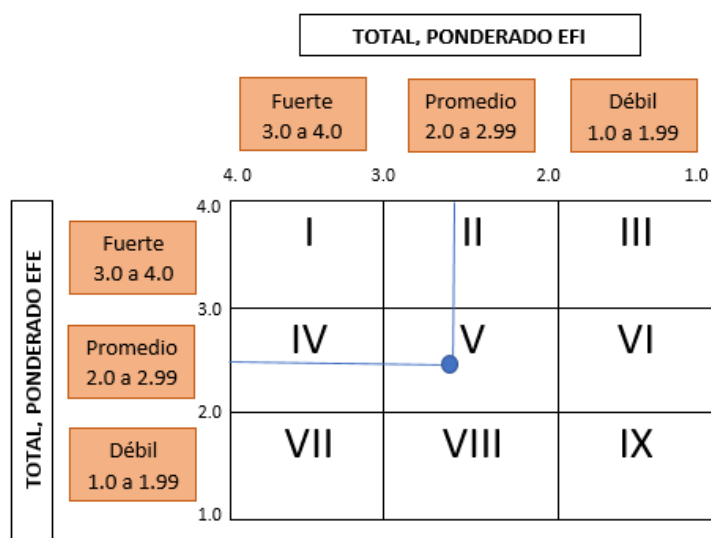 TOTAL, PONDERADO EFI
Fuerte
3.0 a 4.0
Promedio
2.0 a 2.99
Débil
1.0 a 1.99
4. 0
3.0
2.0
1.0
TOTAL, PONDERADO EFE
Fuerte
3.0 a 4.0
Promedio
2.0 a 2.99
Débil
1.0 a 1.99
4.0
3.0
2.0
1.0
I
II
III
IV
V
VI
VII
VIII
IX